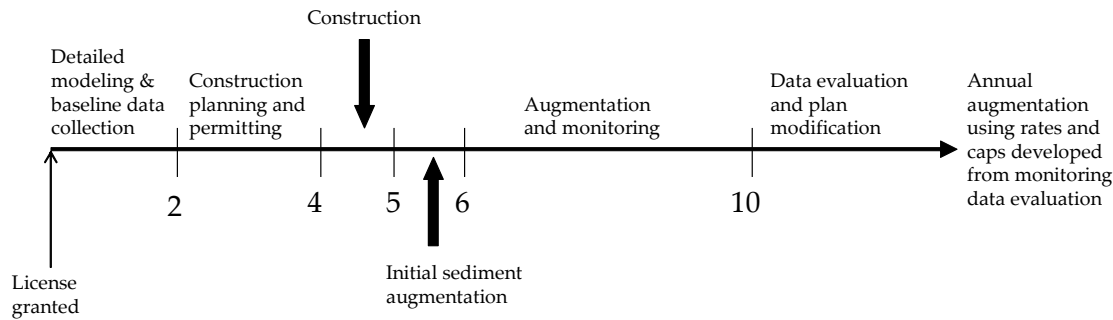 Construction
Detailed
modeling &
baseline data
collection
Construction
planning and
permitting
Augmentation
and monitoring
Data evaluation
and plan
modification
Annual
augmentation
using rates and
caps developed
from monitoring
data evaluation
2
4
5
6
10
License
granted
Initial sediment
augmentation